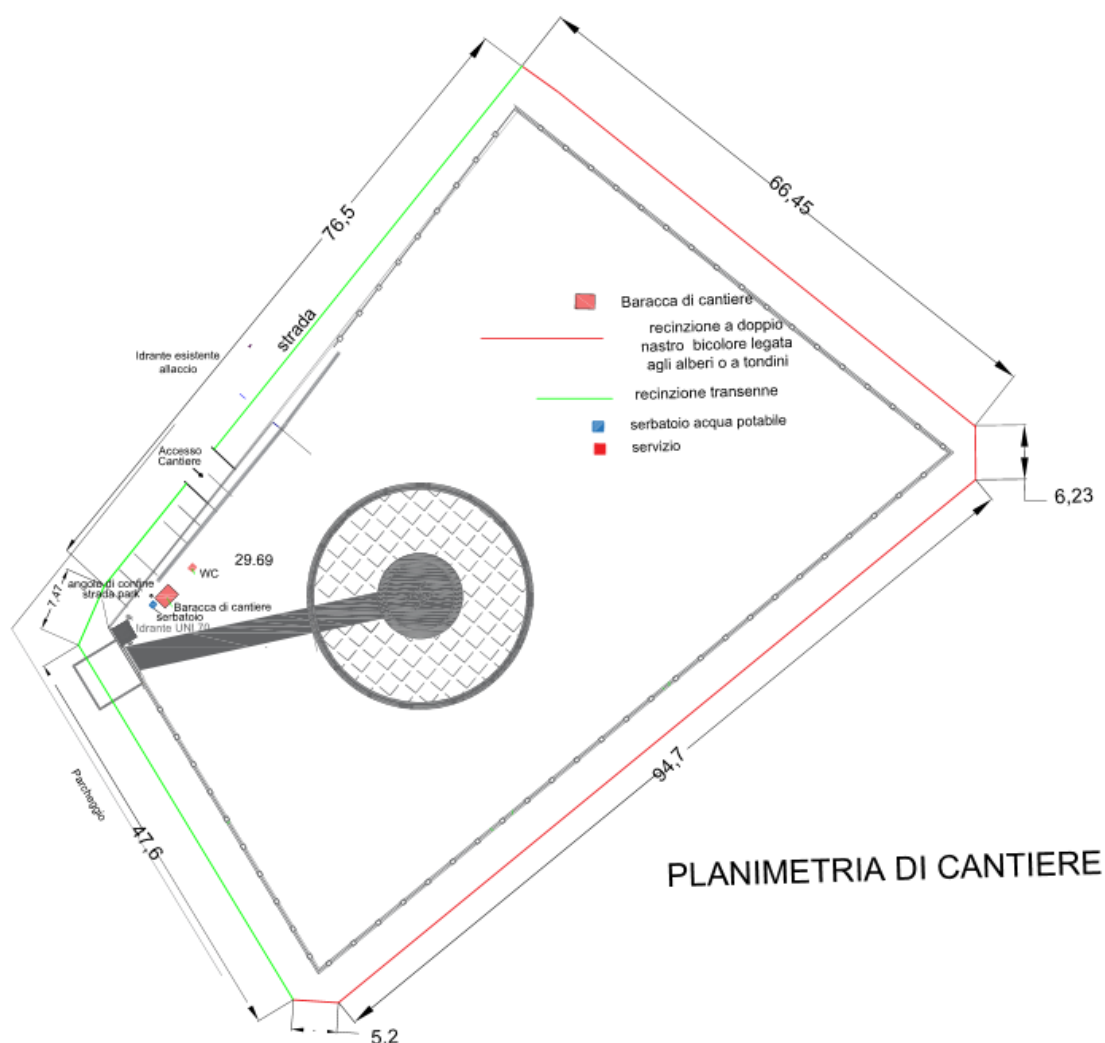 76,5
66,45
strada
Baracca di cantiere
recinzione a doppio
nastro bicolore legata
agli alberi o a tondini
Idrante esistente
allaccio
recinzione transenne
serbatoio acqua potabile
servizio
Accesso
Cantiere
6,23
29.69
WC
angolo di confine
strada park
7,47
Baracca di cantiere
serbatoio
Idrante UNI 70
Parcheggio
94,7
47,6
PLANIMETRIA DI CANTIERE
5,2